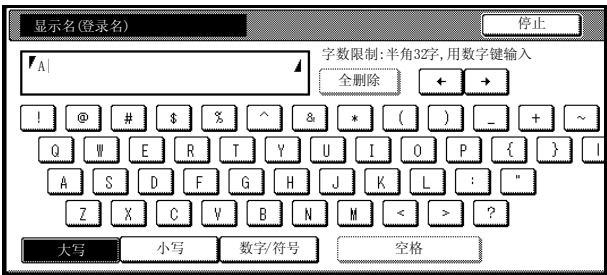 显示名(登录名) 停止
字数限制:半角32字,用数字键输入
A
全删除 ← →
! @ # $ % ^ & * ( ) _ + ~
Q W E R T Y U I O P { } |
A S D F G H J K L : "
Z X C V B N M < > ?
大写 小写 数字/符号 空格